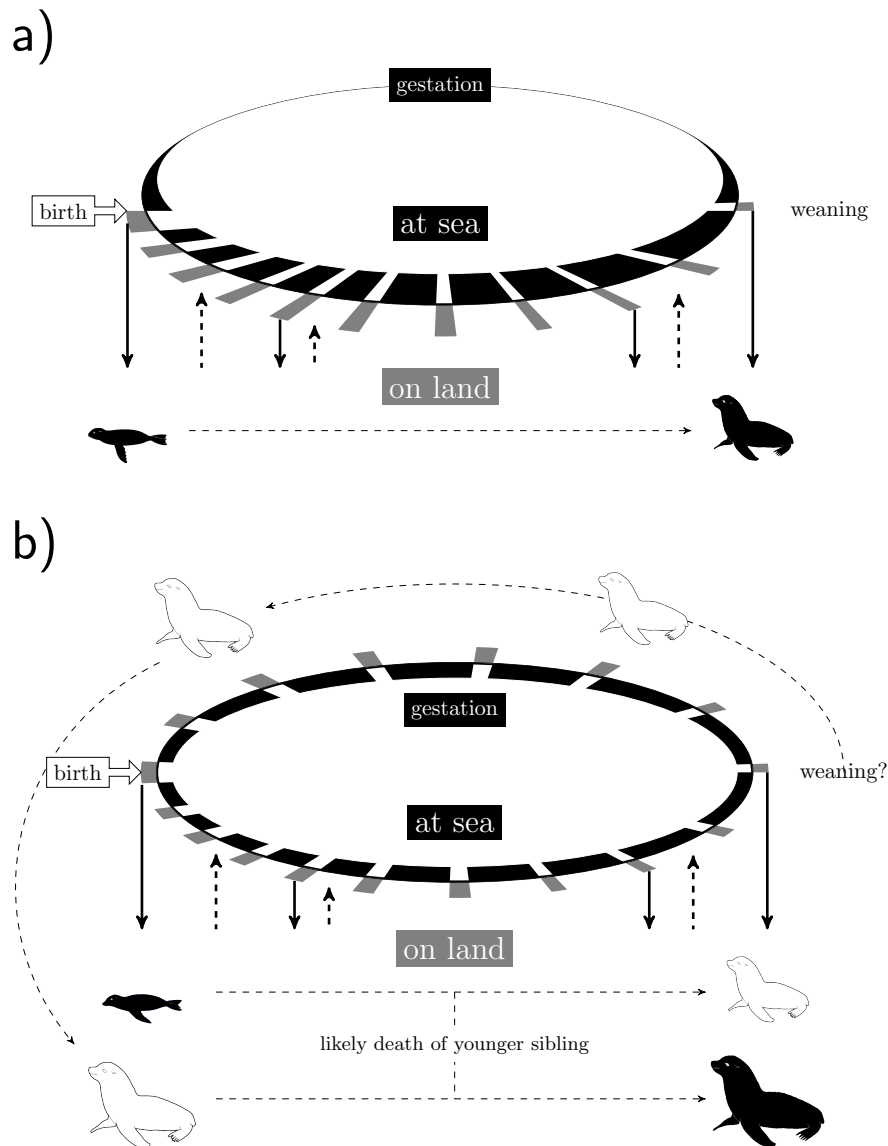 a)
gestation
birth
at sea
weaning
on land
b)
gestation
birth
weaning?
at sea
on land
likely death of younger sibling